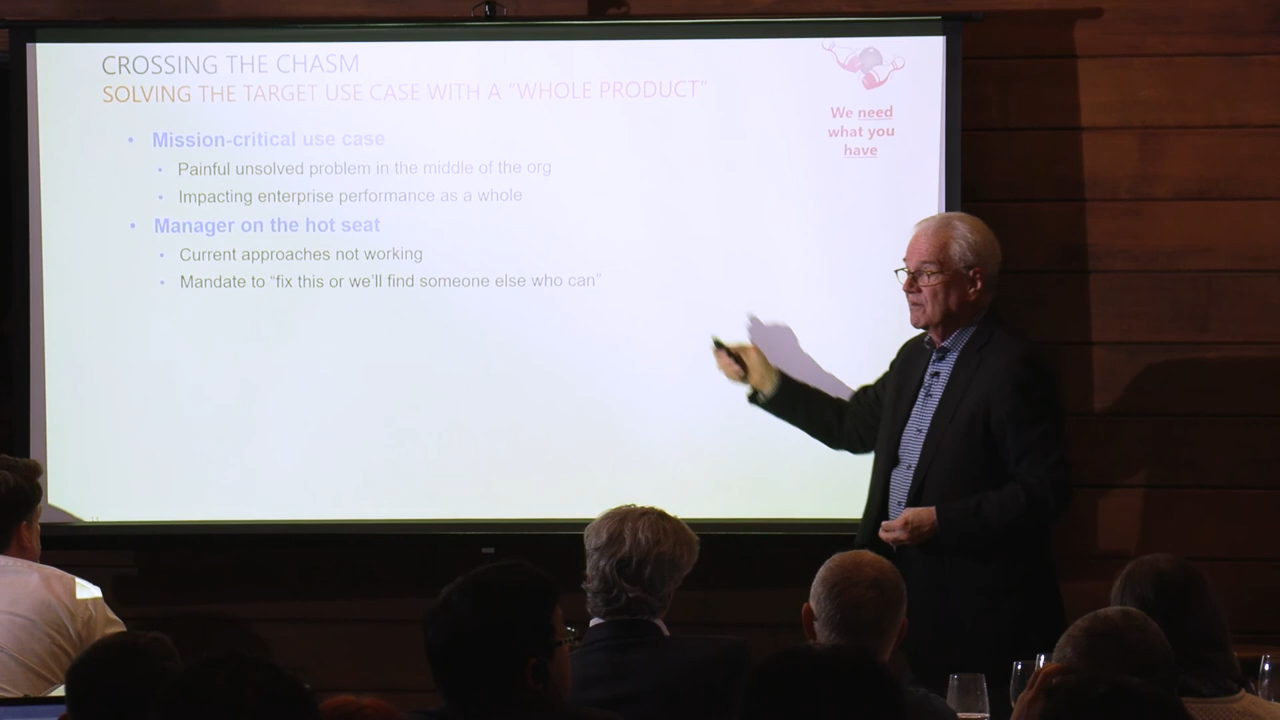 CROSSING THE CHASM
SOLVING THE TARGET USE CASE WITH A "WHOLE PRODUCT"
• Mission-critical use case
• Painful unsolved problem in the middle of the org
• Impacting enterprise performance as a whole
• Manager on the hot seat
• Current approaches not working
• Mandate to "fix this or we'll find someone else who can"
We need
what you
have